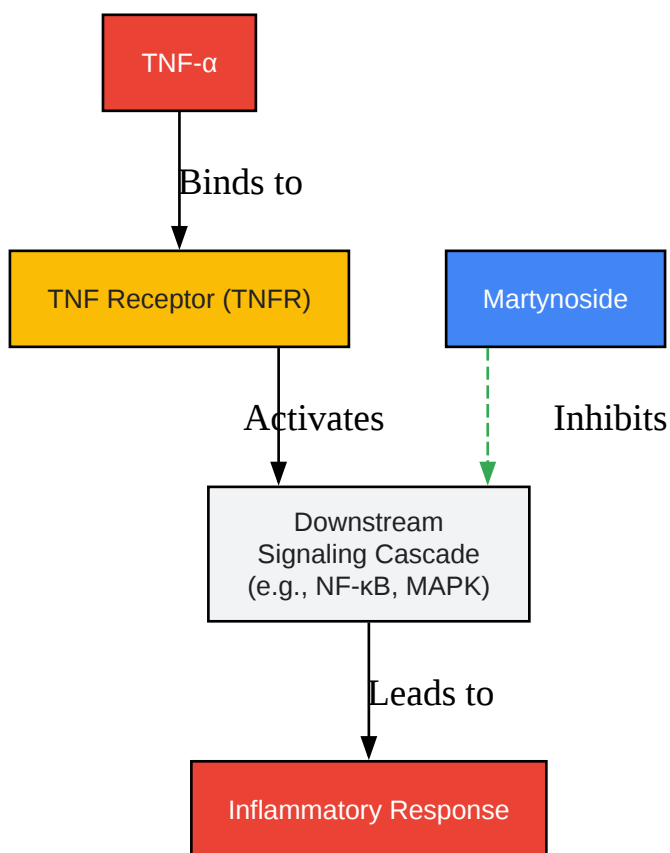 TNF-α
Binds to
TNF Receptor (TNFR)
Martynoside
Activates
Inhibits
Downstream
Signaling Cascade
(e.g., NF-κB, MAPK)
Leads to
Inflammatory Response